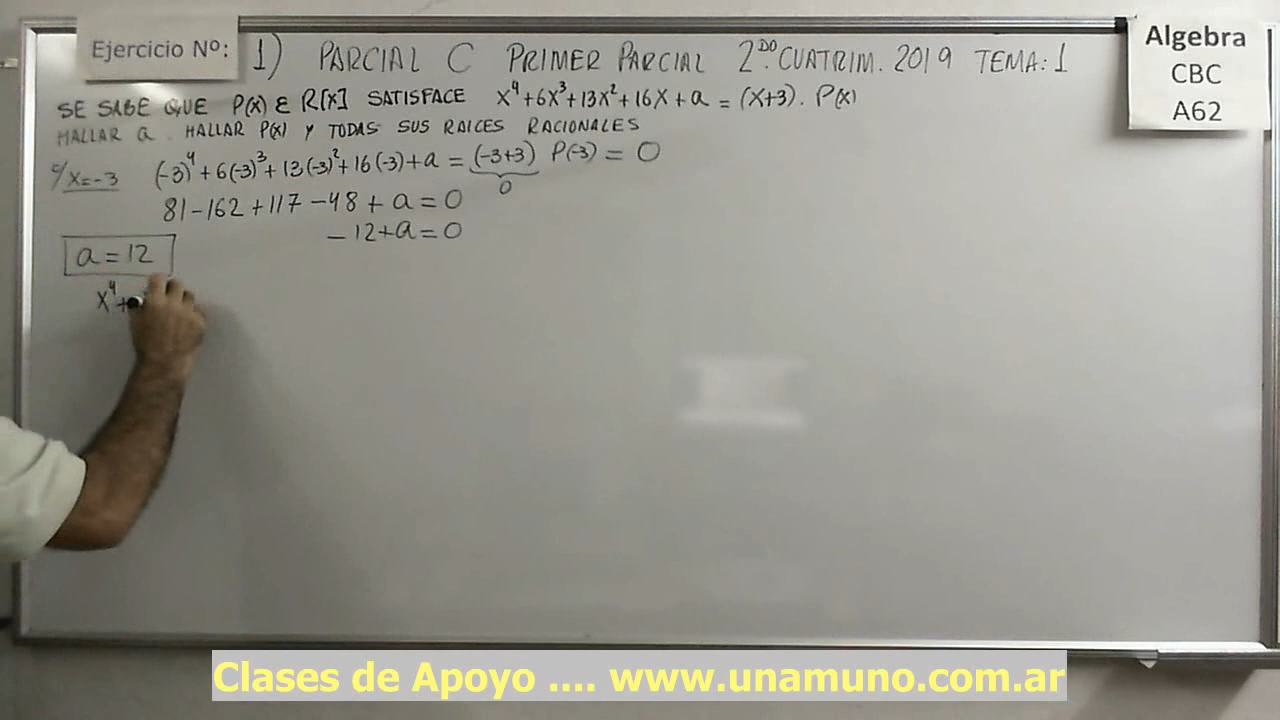 Ejercicio Nº: 1) PARCIAL C PRIMER PARCIAL 2DO. CUATRIM. 2019 TEMA: 1
Algebra
CBC
A62
SE SABE QUE P(X) ε R[X] SATISFACE X⁴+6X³+13X²+16X+a = (X+3). P(X)
HALLAR a. HALLAR P(X) Y TODAS SUS RAICES RACIONALES
c/ X=-3 (-3)⁴+6(-3)³+13(-3)²+16(-3)+a = (-3+3) P(-3) = 0
0
81-162+117-48+a=0
-12+a=0
a=12
X⁴+
Clases de Apoyo .... www.unamuno.com.ar